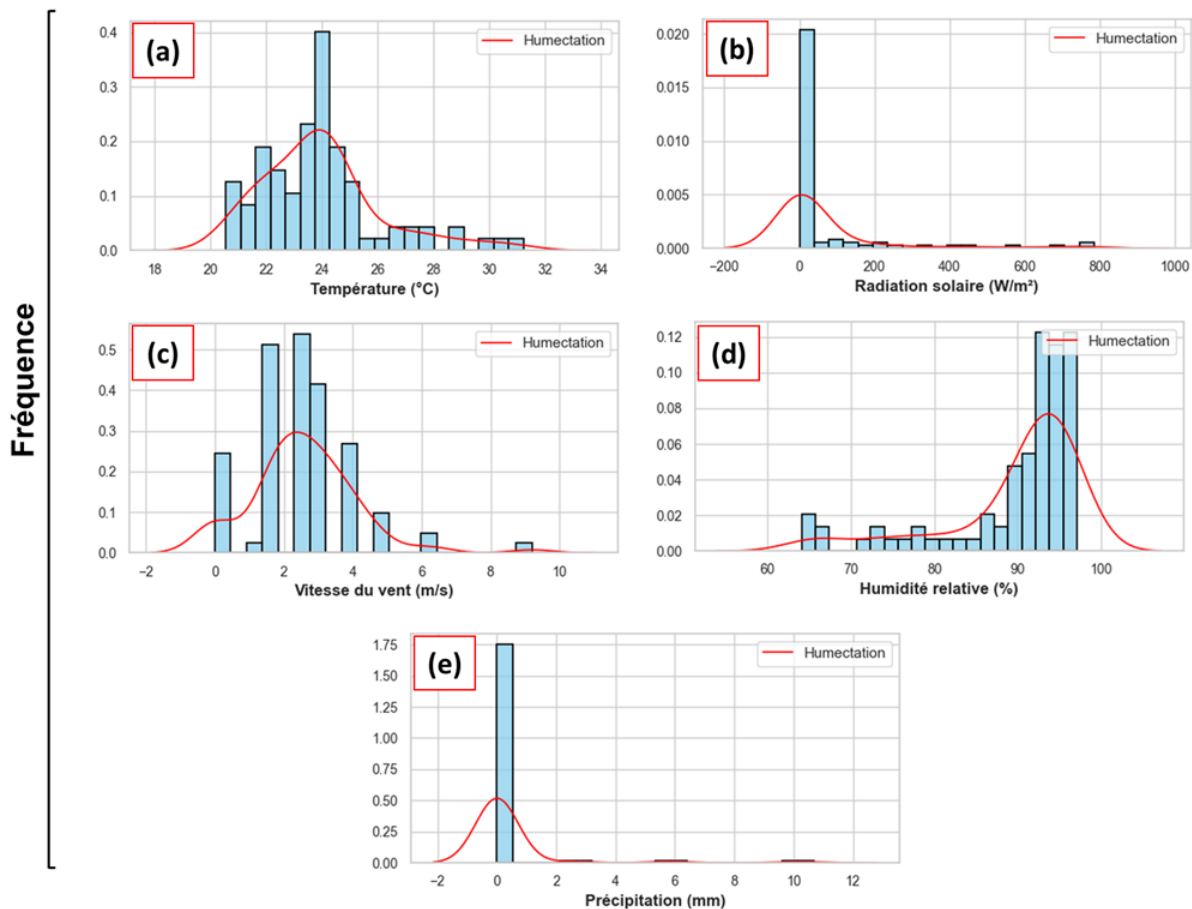 Fréquence
(a)
Humectation
0.4
0.3
0.2
0.1
0.0
18 20 22 24 26 28 30 32 34
Température (°C)
(b)
Humectation
0.020
0.015
0.010
0.005
0.000
−200 0 200 400 600 800 1000
Radiation solaire (W/m²)
(c)
Humectation
0.5
0.4
0.3
0.2
0.1
0.0
−2 0 2 4 6 8 10
Vitesse du vent (m/s)
(d)
Humectation
0.12
0.10
0.08
0.06
0.04
0.02
0.00
60 70 80 90 100
Humidité relative (%)
(e)
Humectation
1.75
1.50
1.25
1.00
0.75
0.50
0.25
0.00
−2 0 2 4 6 8 10 12
Précipitation (mm)